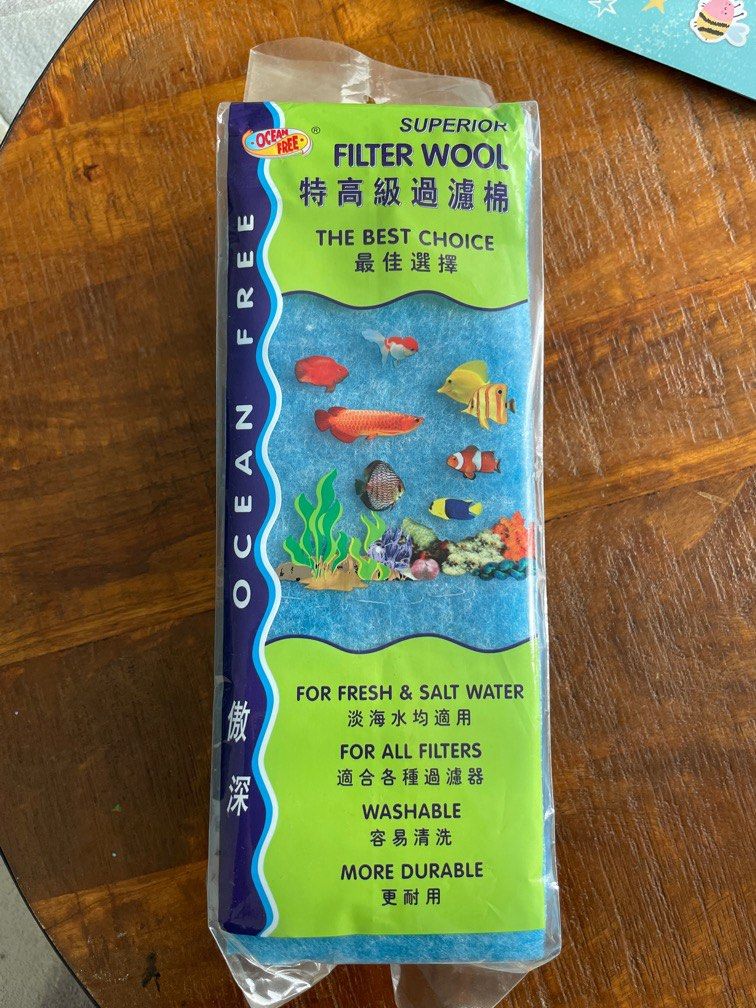 OCEAN
FREE
®
SUPERIOR
FILTER WOOL
特高級過濾棉
THE BEST CHOICE
最佳選擇
OCEAN FREE
傲深
FOR FRESH & SALT WATER
淡海水均適用
FOR ALL FILTERS
適合各種過濾器
WASHABLE
容易清洗
MORE DURABLE
更耐用